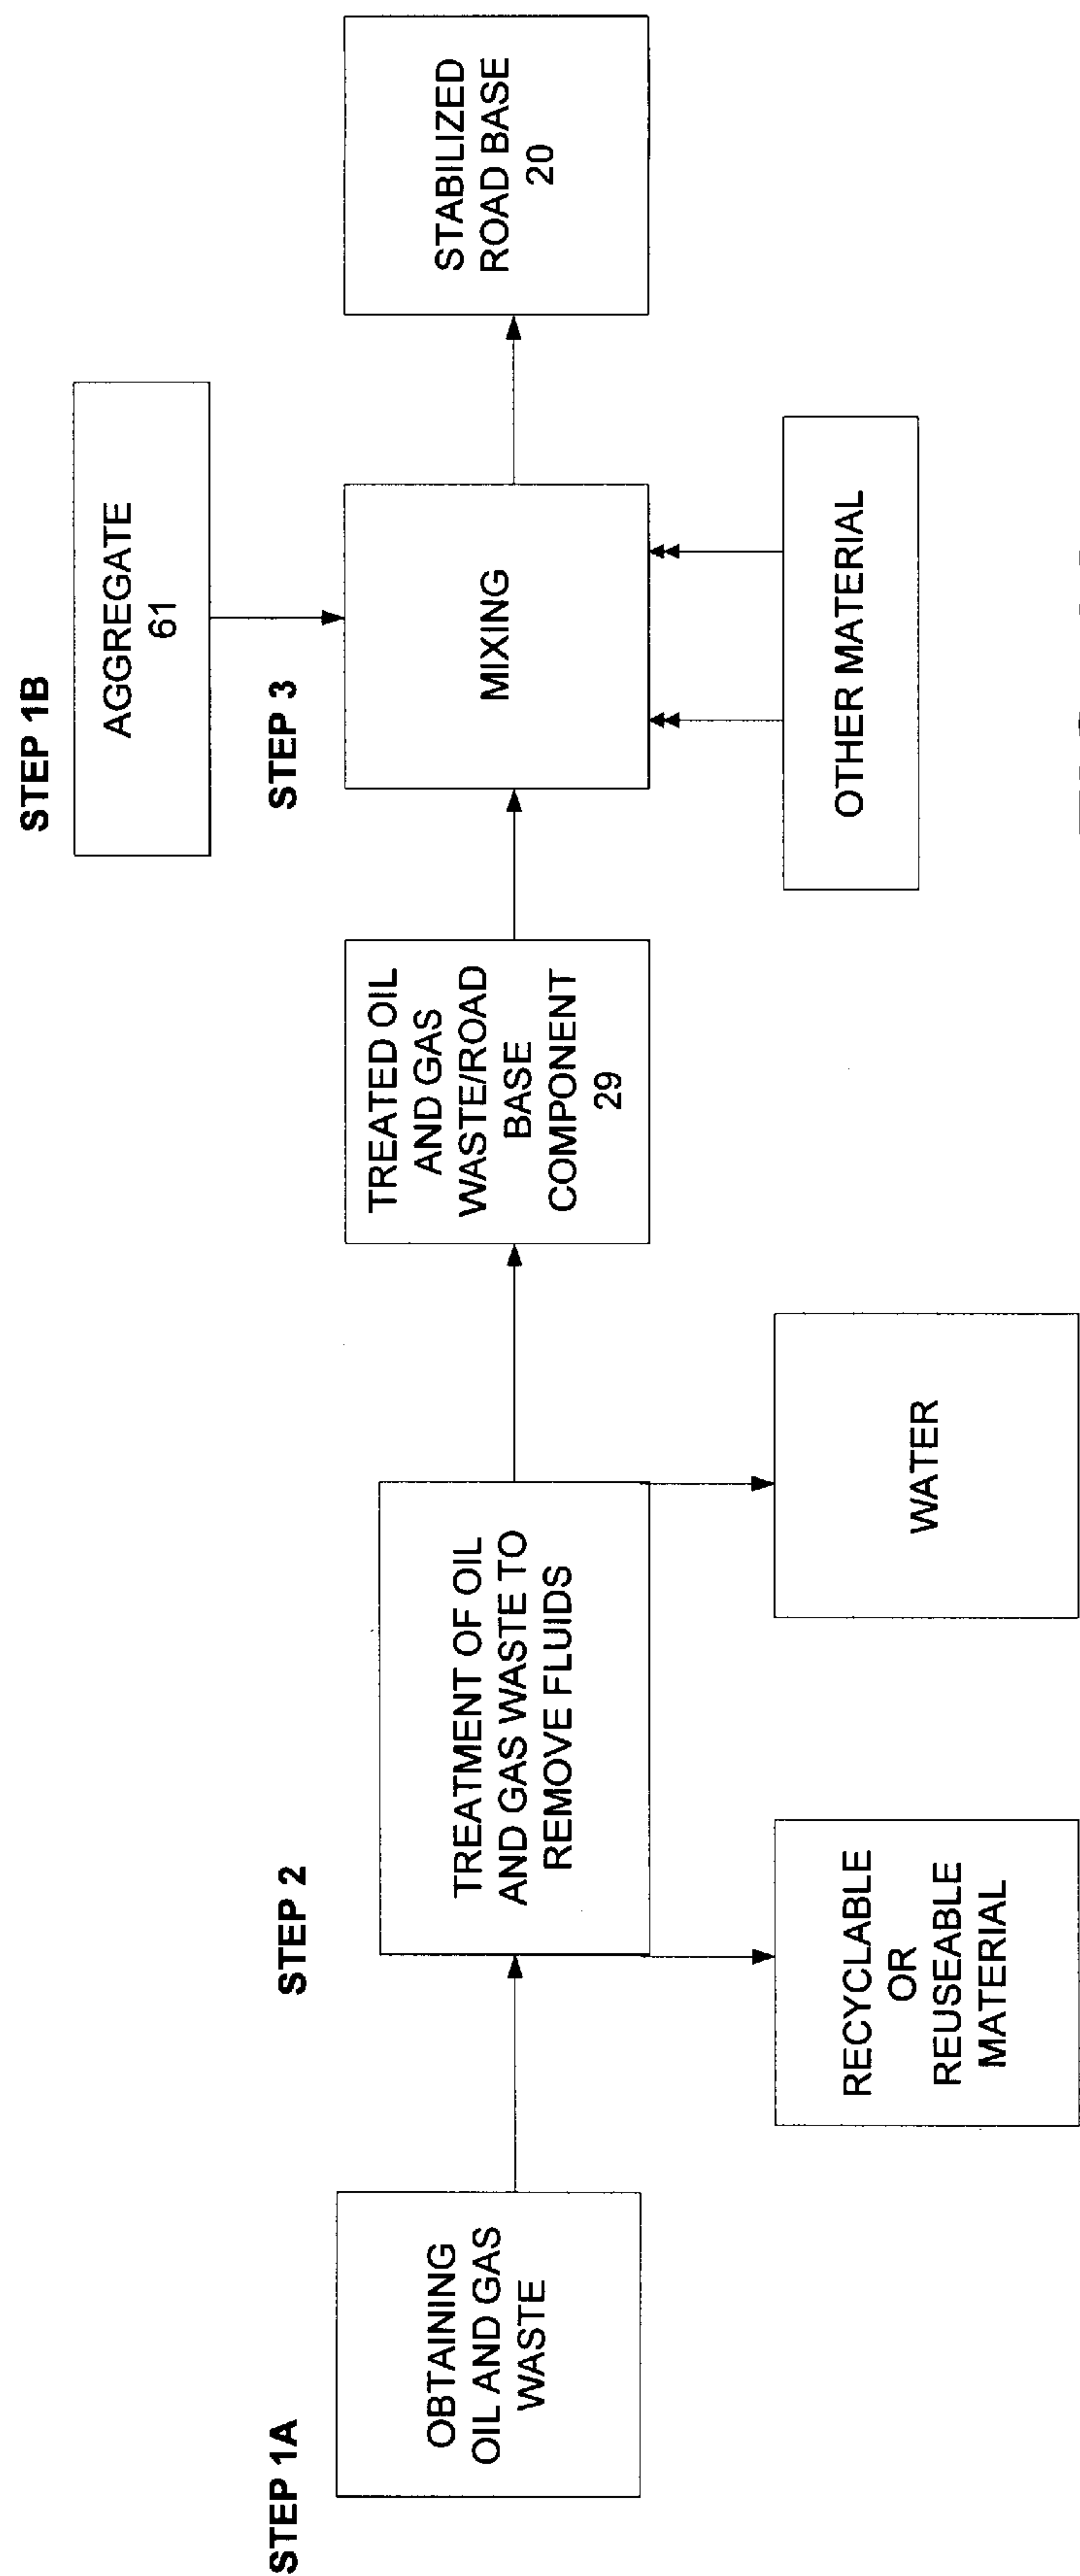 STEP 1A
OBTAINING
OIL AND GAS
WASTE
STEP 2
TREATMENT OF OIL
AND GAS WASTE TO
REMOVE FLUIDS
RECYCLABLE
OR
REUSEABLE
MATERIAL
WATER
TREATED OIL
AND GAS
WASTE/ROAD
BASE
COMPONENT
29
STEP 1B
AGGREGATE
61
STEP 3
MIXING
OTHER MATERIAL
STABILIZED
ROAD BASE
20